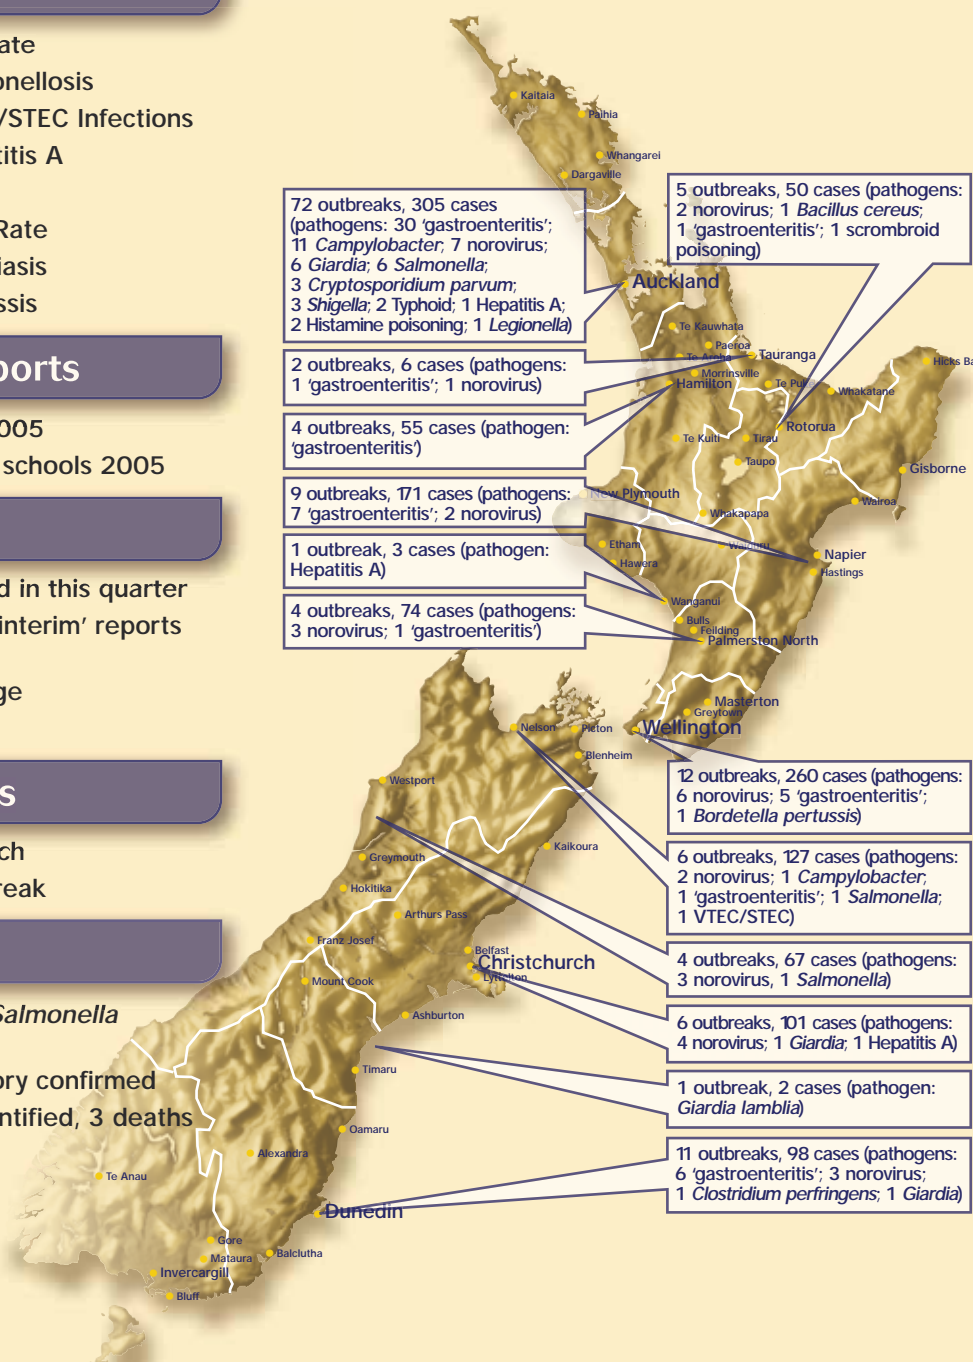 ate
onellosis
/STEC Infections
titis A
Rate
iasis
ssis
ports
005
schools 2005
d in this quarter
interim' reports
ge
s
ch
reak
Salmonella
ory confirmed
ntified, 3 deaths
Kaitaia
Paihia
Whangarei
Dargaville
72 outbreaks, 305 cases
(pathogens: 30 'gastroenteritis';
11 Campylobacter; 7 norovirus;
6 Giardia; 6 Salmonella;
3 Cryptosporidium parvum;
3 Shigella; 2 Typhoid; 1 Hepatitis A;
2 Histamine poisoning; 1 Legionella)
5 outbreaks, 50 cases (pathogens:
2 norovirus; 1 Bacillus cereus;
1 'gastroenteritis'; 1 scrombroid
poisoning)
Auckland
Te Kauwhata
Paeroa
Te Aroha
Tauranga
Morrinsville
Hamilton
Te Puk
Whakatane
Hicks Ba
2 outbreaks, 6 cases (pathogens:
1 'gastroenteritis'; 1 norovirus)
4 outbreaks, 55 cases (pathogen:
'gastroenteritis')
Rotorua
Te Kuiti
Tirau
Taupo
Gisborne
9 outbreaks, 171 cases (pathogens:
7 'gastroenteritis'; 2 norovirus)
New Plymouth
Whakapapa
Wairoa
1 outbreak, 3 cases (pathogen:
Hepatitis A)
Eltham
Hawera
Waiouru
Napier
Hastings
4 outbreaks, 74 cases (pathogens:
3 norovirus; 1 'gastroenteritis')
Wanganui
Bulls
Feilding
Palmerston North
Masterton
Greytown
Wellington
Nelson
Picton
Blenheim
Westport
12 outbreaks, 260 cases (pathogens:
6 norovirus; 5 'gastroenteritis';
1 Bordetella pertussis)
Kaikoura
Greymouth
Hokitika
6 outbreaks, 127 cases (pathogens:
2 norovirus; 1 Campylobacter;
1 'gastroenteritis'; 1 Salmonella;
1 VTEC/STEC)
Arthurs Pass
Franz Josef
Belfast
Christchurch
Lyttelton
Mount Cook
Ashburton
4 outbreaks, 67 cases (pathogens:
3 norovirus, 1 Salmonella)
6 outbreaks, 101 cases (pathogens:
4 norovirus; 1 Giardia; 1 Hepatitis A)
Timaru
1 outbreak, 2 cases (pathogen:
Giardia lamblia)
Oamaru
Alexandra
Te Anau
11 outbreaks, 98 cases (pathogens:
6 'gastroenteritis'; 3 norovirus;
1 Clostridium perfringens; 1 Giardia)
Dunedin
Gore
Mataura
Balclutha
Invercargill
Bluff